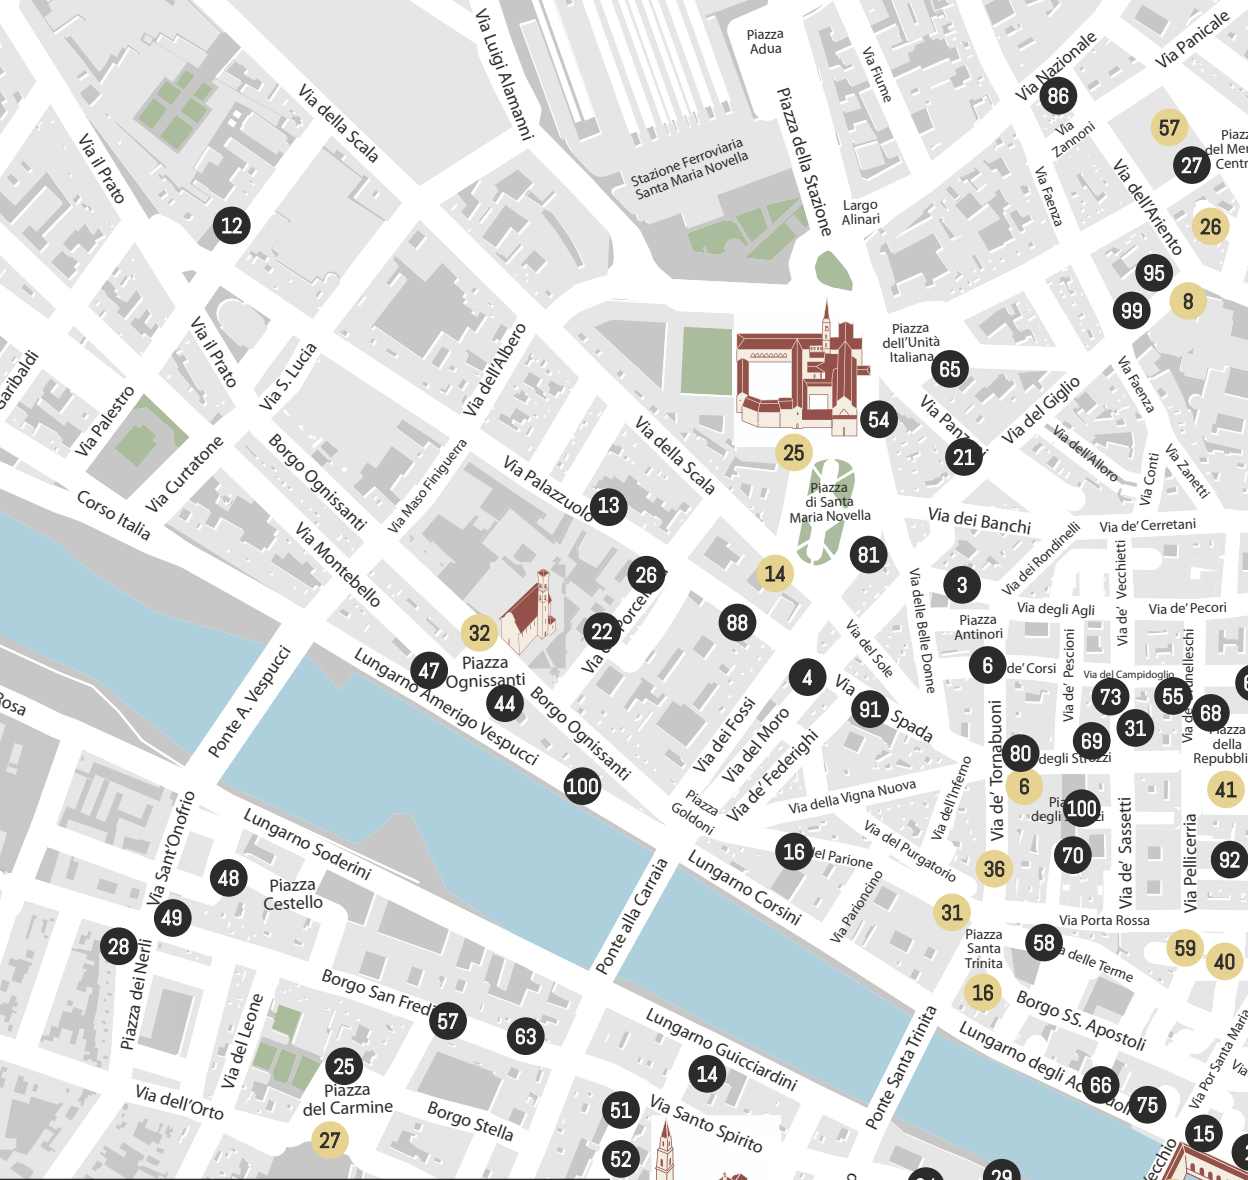 Via Luigi Alamanni
Piazza
Adua
Via Fiume
Via Nazionale
Via Panicale
86
Via della Scala
Piazza della Stazione
57
Via
Zannoni
27
Via il Prato
Stazione Ferroviaria
Santa Maria Novella
Via Faenza
Via dell'Ariento
12
Largo
Alinari
26
95
8
99
Via il Prato
Via S. Lucia
Via dell'Albero
Piazza
dell'Unità
Italiana
65
Via Faenza
Garibaldi
Via Palestro
54
Via del Giglio
Via Curtatone
Borgo Ognissanti
Via Maso Finiguerra
Via della Scala
25
21
Via dell'Alloro
Via Conti
Via Zanetti
Corso Italia
Via Palazzuolo
13
Piazza
di Santa
Maria Novella
Via dei Banchi
Via de' Cerretani
Via Montebello
26
14
81
3
Via dei Rondinelli
Via de' Vecchietti
Via degli Agli
Via de' Pecori
32
22
88
Via del Sole
Via delle Belle Donne
Piazza
Antinori
Via de' Pescioni
47
Piazza
Ognissanti
4
6
de' Corsi
Via del Campidoglio
Ponte A. Vespucci
Lungarno Amerigo Vespucci
44
Borgo Ognissanti
Via
91
Spada
73
55
68
31
69
Piazza
della
80
Via dei Fossi
Via del Moro
Via de' Federighi
Via de' Tornabuoni
6
100
Piazza
Goldoni
Via della Vigna Nuova
Via dell'Inferno
100
41
Via Sant'Onofrio
Lungarno Soderini
16
del Parione
Via del Purgatorio
70
Via de' Sassetti
Via Pellicerria
92
48
Piazza
Cestello
Lungarno Corsini
Via Parioncino
36
49
Ponte alla Carraia
31
Via Porta Rossa
28
Piazza dei Nerli
Piazza
Santa
Trinita
58
delle Terme
59
40
Via del Leone
57
63
16
Borgo SS. Apostoli
Lungarno Guicciardini
Ponte Santa Trinita
Via Por Santa Maria
25
Piazza
del Carmine
14
66
75
Via dell'Orto
Borgo Stella
51
Via Santo Spirito
15
27
52
29